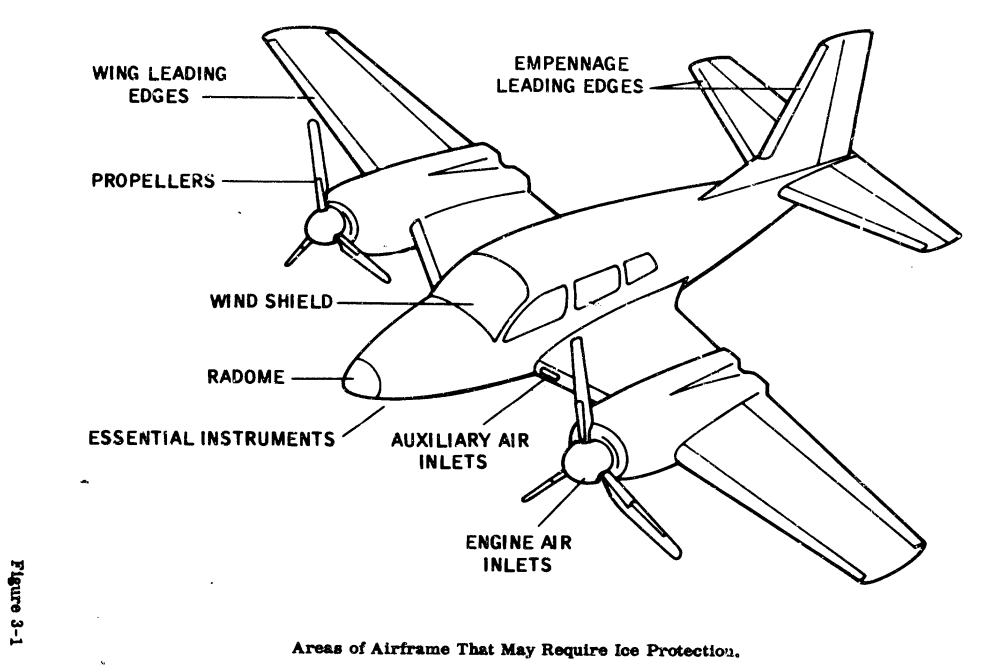 WING LEADING
EDGES
EMPENNAGE
LEADING EDGES
PROPELLERS
WIND SHIELD
RADOME
ESSENTIAL INSTRUMENTS
AUXILIARY AIR
INLETS
ENGINE AIR
INLETS
Figure 3-1
Areas of Airframe That May Require Ice Protection.